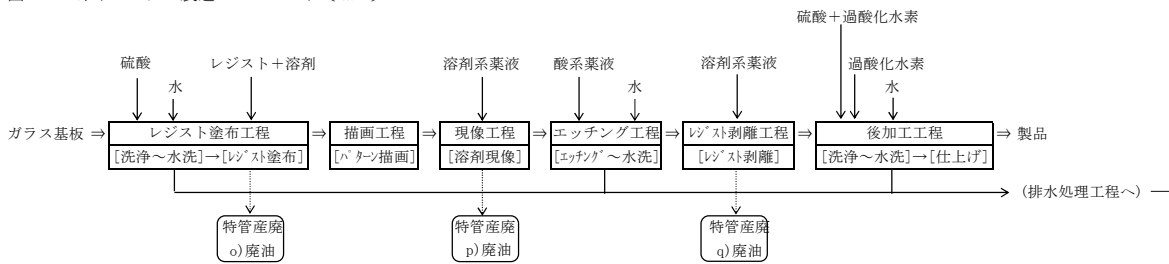 硫酸＋過酸化水素
硫酸
レジスト＋溶剤
溶剤系薬液
酸系薬液
溶剤系薬液
過酸化水素
水
水
水
ガラス基板 ⇒ レジスト塗布工程 ⇒ 描画工程 ⇒ 現像工程 ⇒ エッチング工程 ⇒ ﾚｼﾞｽﾄ剥離工程 ⇒ 後加工工程 ⇒ 製品
[洗浄～水洗]→[ﾚｼﾞｽﾄ塗布] [ﾊﾟﾀｰﾝ描画] [溶剤現像] [ｴｯﾁﾝｸﾞ～水洗] [ﾚｼﾞｽﾄ剥離] [洗浄～水洗]→[仕上げ]
(排水処理工程へ)
特管産廃
o)廃油
特管産廃
p)廃油
特管産廃
q)廃油